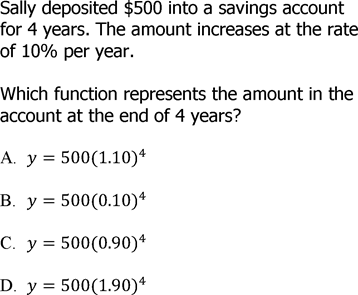 Sally deposited $500 into a savings account
for 4 years. The amount increases at the rate
of 10% per year.
Which function represents the amount in the
account at the end of 4 years?
A. y = 500(1.10)⁴
B. y = 500(0.10)⁴
C. y = 500(0.90)⁴
D. y = 500(1.90)⁴